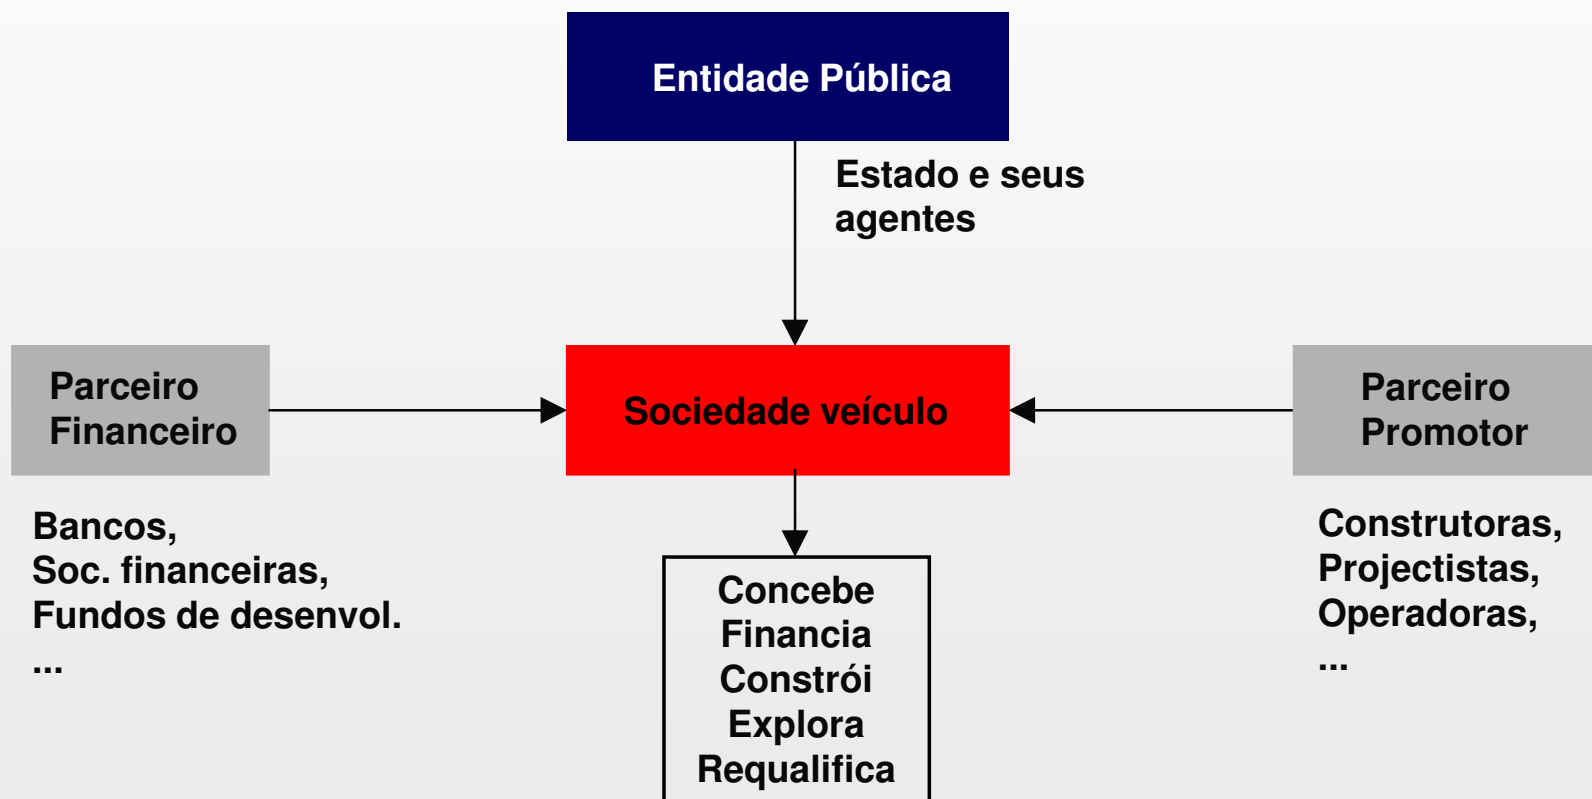 Entidade Pública
Estado e seus
agentes
Parceiro
Financeiro
Sociedade veículo
Parceiro
Promotor
Bancos,
Soc. financeiras,
Fundos de desenvol.
...
Concebe
Financia
Constrói
Explora
Requalifica
Construtoras,
Projectistas,
Operadoras,
...